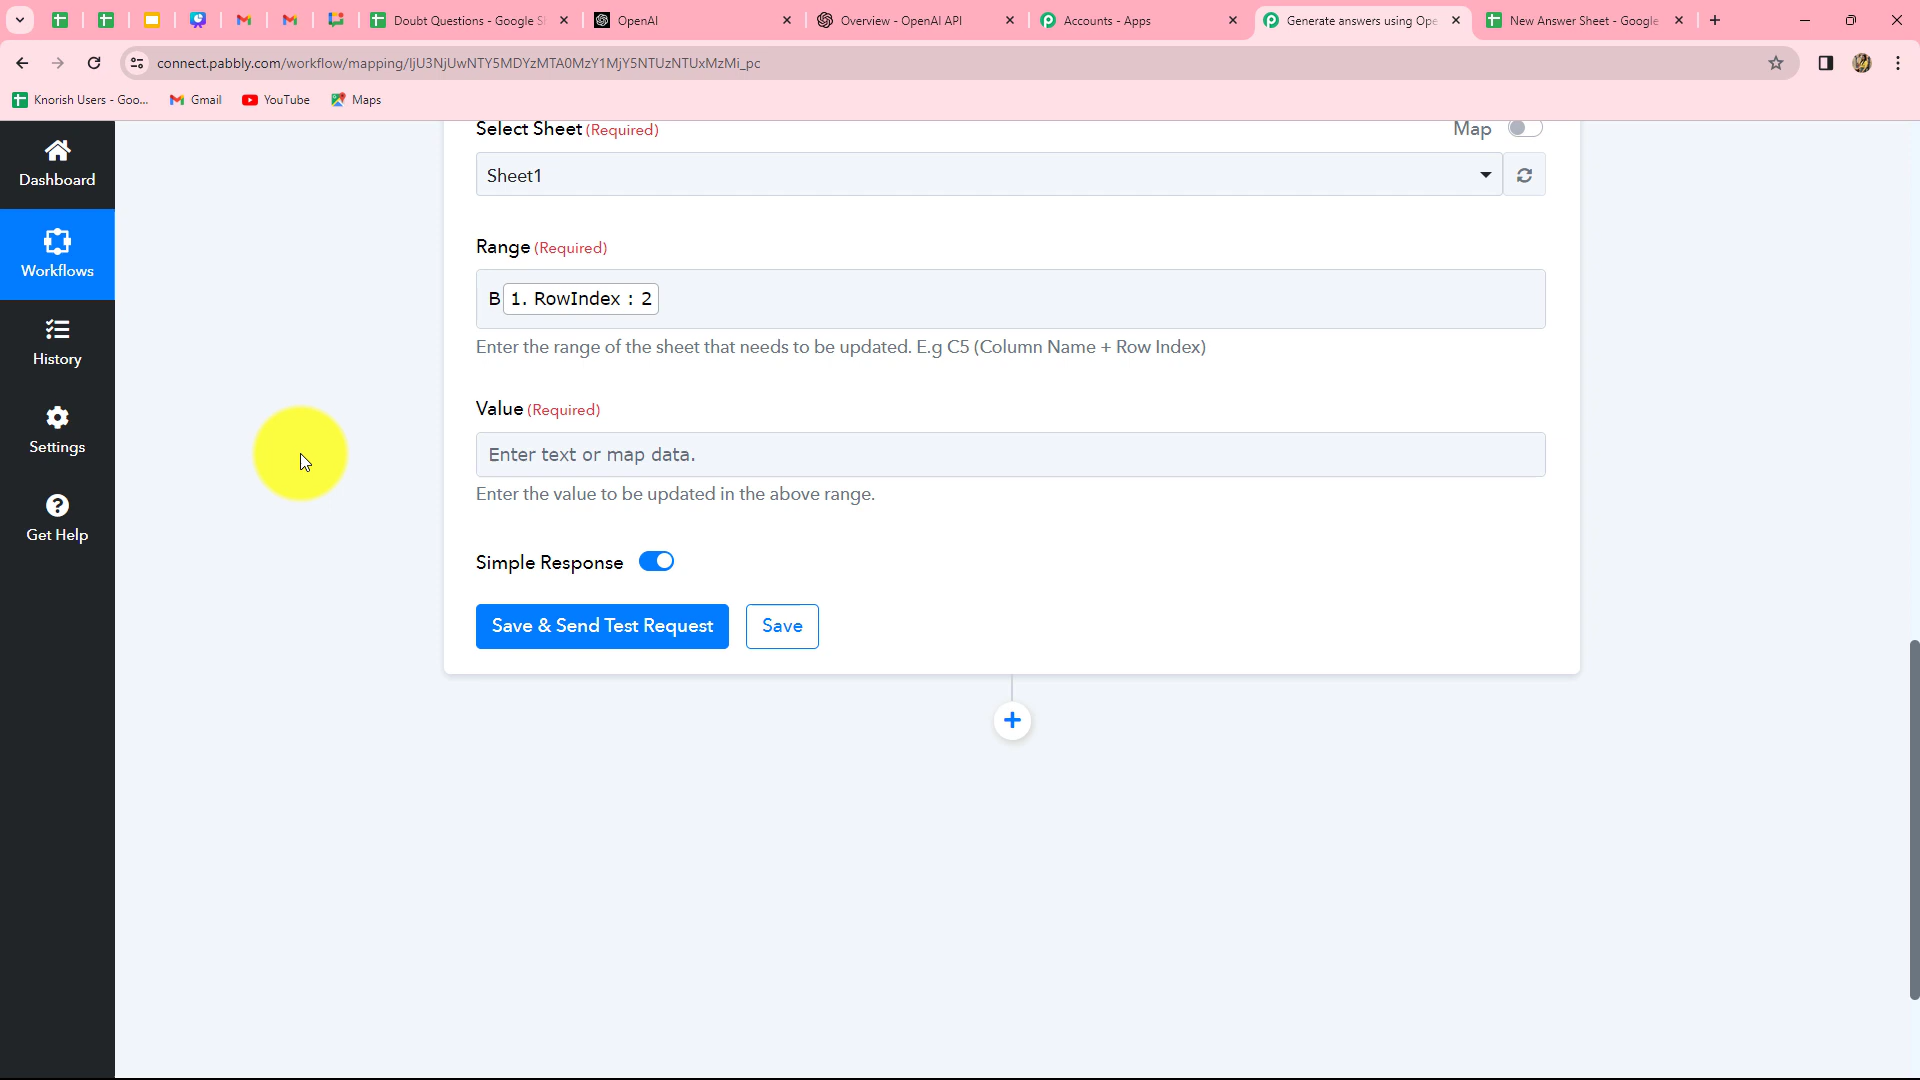 Doubt Questions - Google S
OpenAI
Overview - OpenAI API
Accounts - Apps
Generate answers using Ope
New Answer Sheet - Google
connect.pabbly.com/workflow/mapping/IjU3NjUwNTY5MDYzMTA0MzY1MjY5NTUzNTUxMzMi_pc
Knorish Users - Goo...
Gmail
YouTube
Maps
Dashboard
Workflows
History
Settings
Get Help
Select Sheet (Required)
Map
Sheet1
Range (Required)
B 1. RowIndex : 2
Enter the range of the sheet that needs to be updated. E.g C5 (Column Name + Row Index)
Value (Required)
Enter text or map data.
Enter the value to be updated in the above range.
Simple Response
Save & Send Test Request
Save